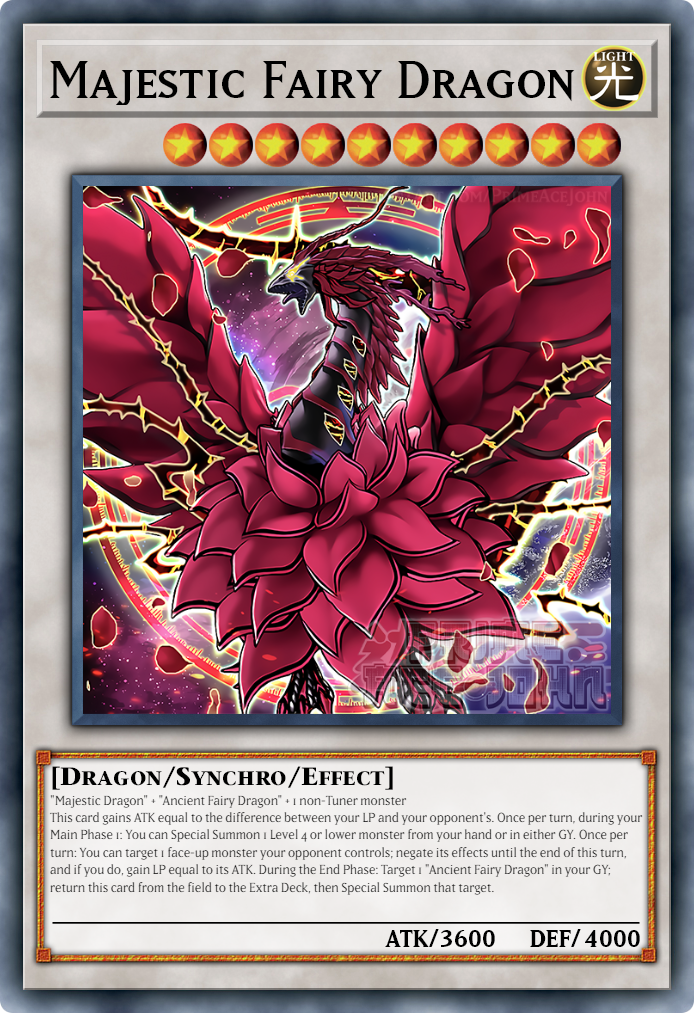 MAJESTIC FAIRY DRAGON
LIGHT
光
.COM/PRIMEACEJOHN
PRIME
ACE JOHN
[DRAGON/SYNCHRO/EFFECT]
"Majestic Dragon" + "Ancient Fairy Dragon" + 1 non-Tuner monster
This card gains ATK equal to the difference between your LP and your opponent's. Once per turn, during your
Main Phase 1: You can Special Summon 1 Level 4 or lower monster from your hand or in either GY. Once per
turn: You can target 1 face-up monster your opponent controls; negate its effects until the end of this turn,
and if you do, gain LP equal to its ATK. During the End Phase: Target 1 "Ancient Fairy Dragon" in your GY;
return this card from the field to the Extra Deck, then Special Summon that target.
ATK/3600 DEF/ 4000